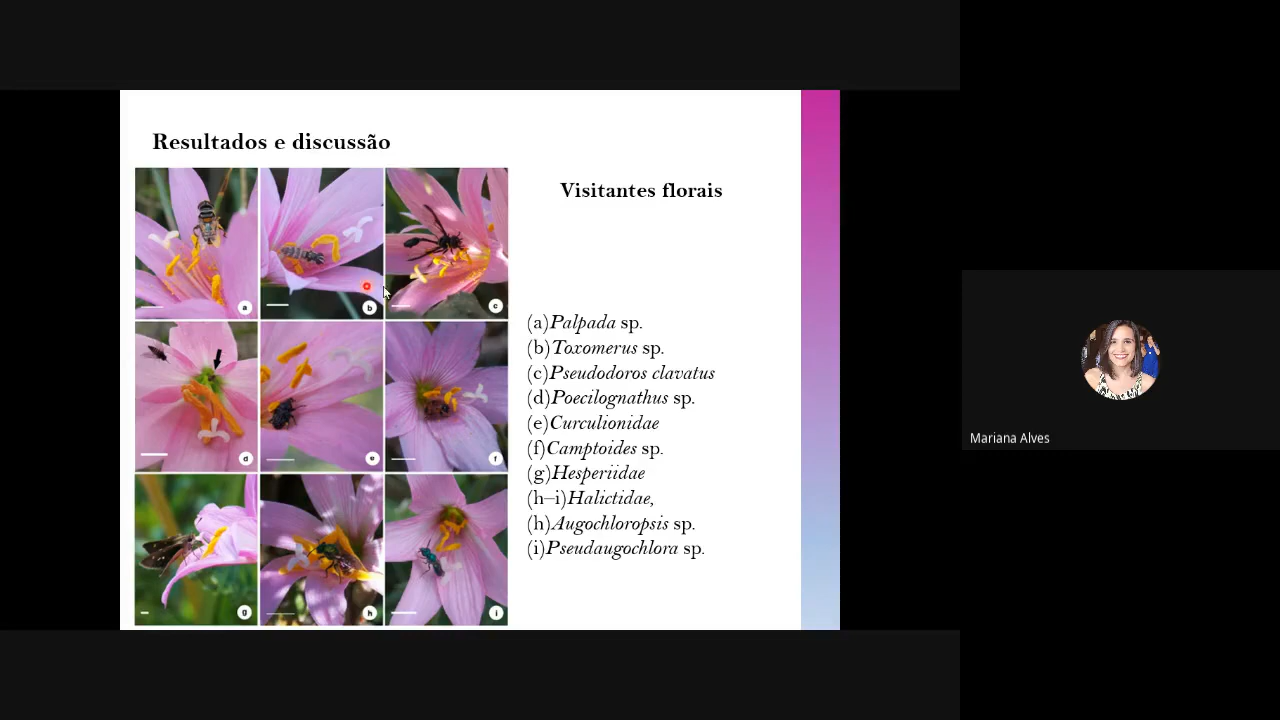 Resultados e discussão
a
b
c
d
e
f
g
h
i
Visitantes florais
(a)Palpada sp.
(b)Toxomerus sp.
(c)Pseudodoros clavatus
(d)Poecilognathus sp.
(e)Curculionidae
(f)Camptoides sp.
(g)Hesperiidae
(h–i)Halictidae,
(h)Augochloropsis sp.
(i)Pseudaugochlora sp.
Mariana Alves